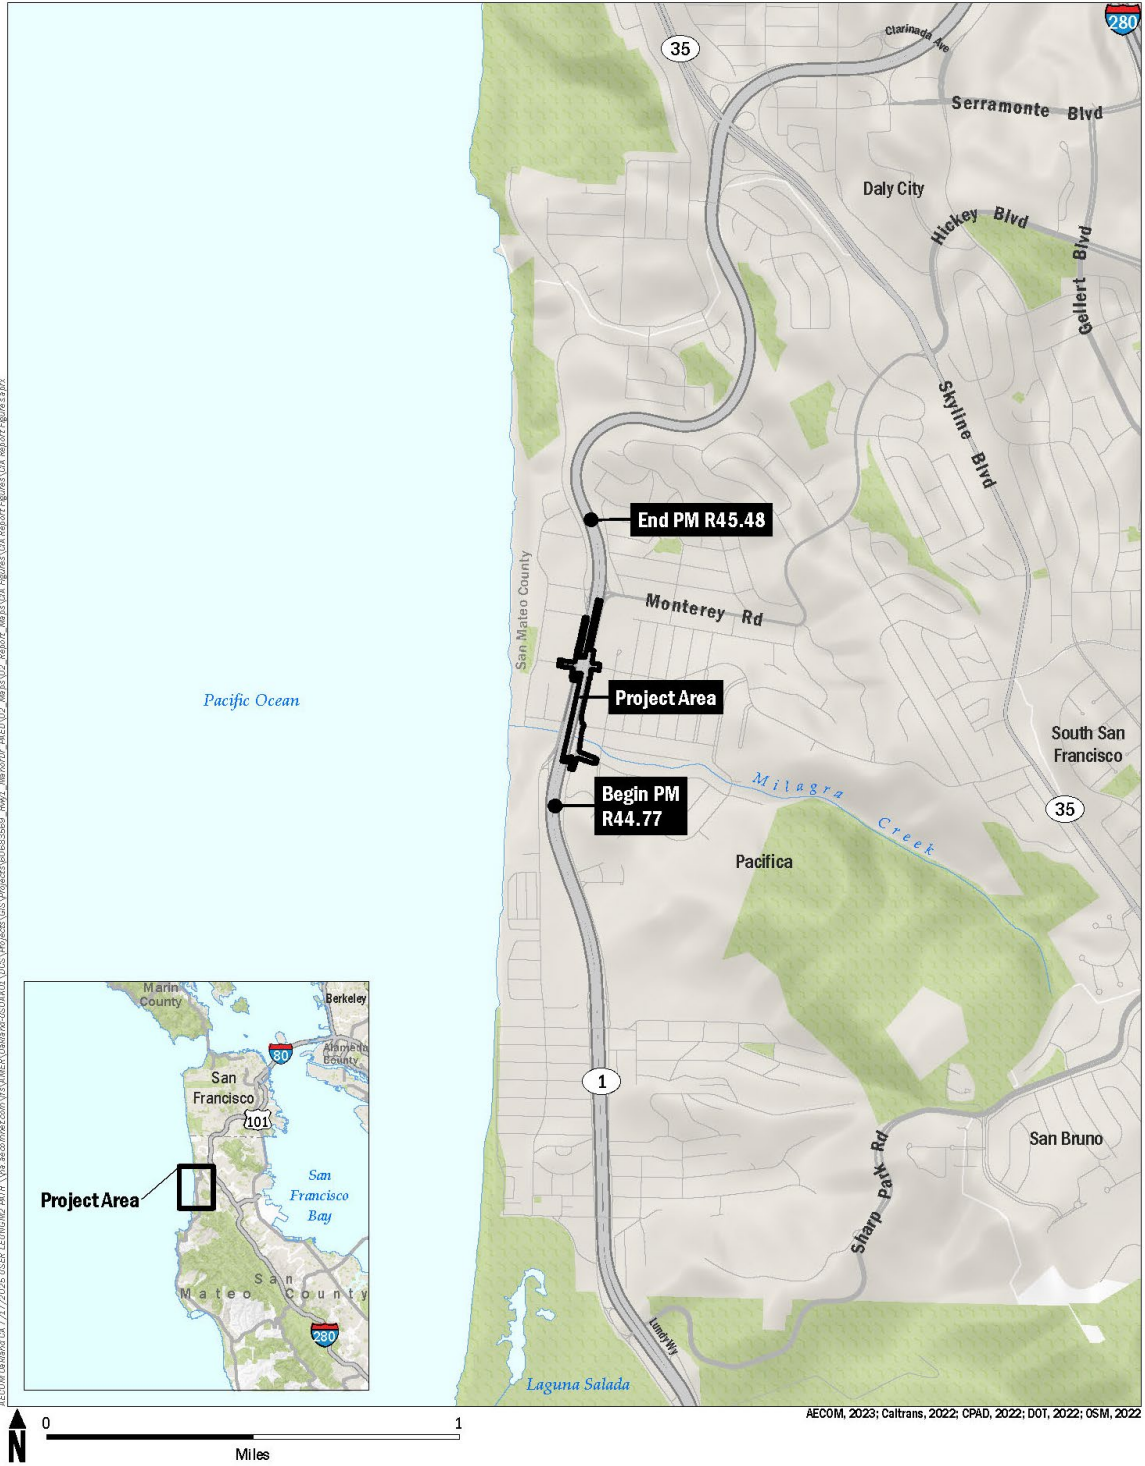 280
35
Clarinada Ave
Serramonte Blvd
Daly City
Hickey Blvd
Gellert Blvd
Skyline Blvd
End PM R45.48
San Mateo County
Monterey Rd
Pacific Ocean
Project Area
South San
Francisco
Milagra
Creek
Begin PM
R44.77
35
Pacifica
Marin
County
Berkeley
80
Alameda
County
San
Francisco
101
1
San Bruno
Project Area
San
Francisco
Bay
Sharp Park Rd
San
Mateo County
280
Lundy Wy
Laguna Salada
AECOM, 2023; Caltrans, 2022; CPAD, 2022; DOT, 2022; OSM, 2022
N
0 1
Miles